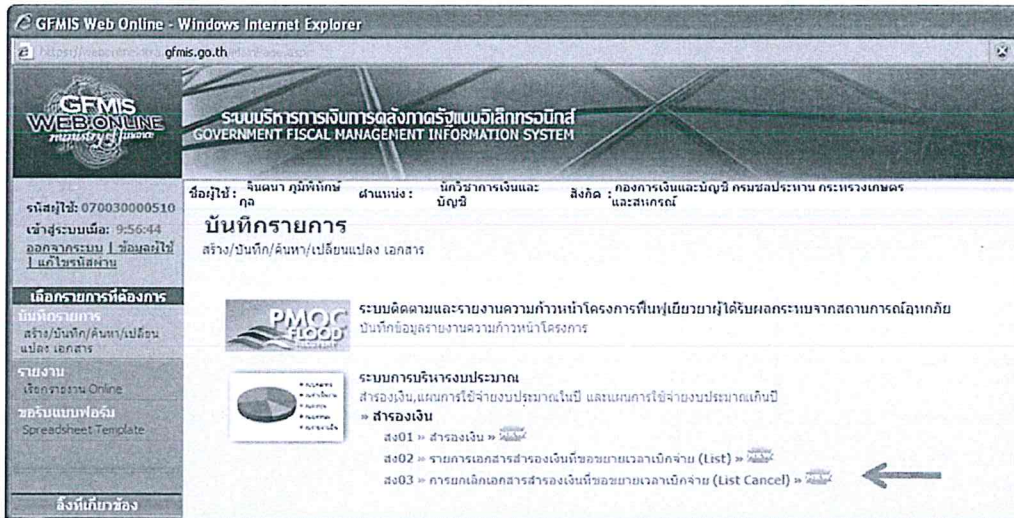 GFMIS Web Online - Windows Internet Explorer
gfmis.go.th
GFMIS
WEB ONLINE
ministry of finance
ระบบบริหารการเงินการคลังภาครัฐแบบอิเล็กทรอนิกส์
GOVERNMENT FISCAL MANAGEMENT INFORMATION SYSTEM
ชื่อผู้ใช้ : จินตนา ภูมิพิทักษ์กุล ตำแหน่ง : นักวิชาการเงินและบัญชี สังกัด : กองการเงินและบัญชี กรมชลประทาน กระทรวงเกษตรและสหกรณ์
รหัสผู้ใช้: 070030000510
เข้าสู่ระบบเมื่อ: 9:56:44
ออกจากระบบ | ข้อมูลผู้ใช้
| แก้ไขรหัสผ่าน
บันทึกรายการ
สร้าง/บันทึก/ค้นหา/เปลี่ยนแปลง เอกสาร
เลือกรายการที่ต้องการ
บันทึกรายการ
สร้าง/บันทึก/ค้นหา/เปลี่ยน
แปลง เอกสาร
รายงาน
เรียกรายงาน Online
ขอรับแบบฟอร์ม
Spreadsheet Template
ลิ้งที่เกี่ยวข้อง
PMOC
FLOOD
ระบบติดตามและรายงานความก้าวหน้าโครงการฟื้นฟูเยียวยาผู้ได้รับผลกระทบจากสถานการณ์อุทกภัย
บันทึกข้อมูลรายงานความก้าวหน้าโครงการ
ระบบการบริหารงบประมาณ
สำรองเงิน,แผนการใช้จ่ายงบประมาณในปี และแผนการใช้จ่ายงบประมาณเกินปี
» สำรองเงิน
สง01 » สำรองเงิน »
สง02 » รายการเอกสารสำรองเงินที่ขอขยายเวลาเบิกจ่าย (List) »
สง03 » การยกเลิกเอกสารสำรองเงินที่ขอขยายเวลาเบิกจ่าย (List Cancel) »